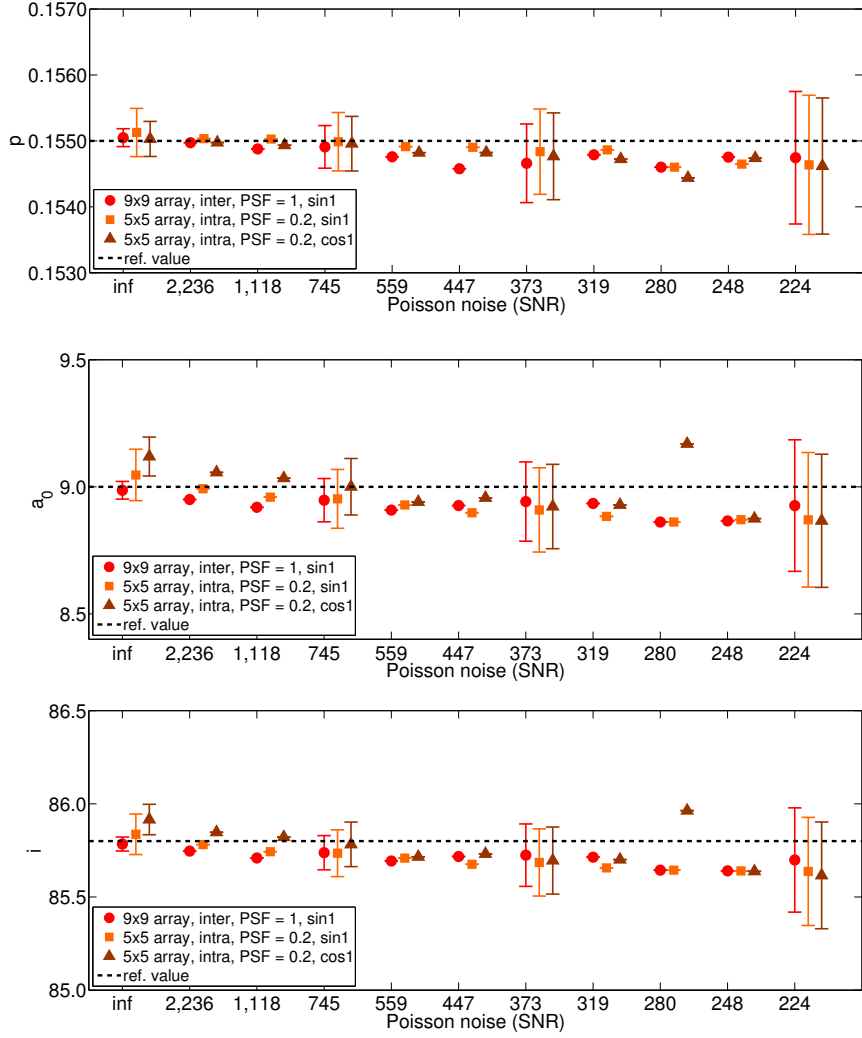 0.1570
0.1560
0.1550
0.1540
0.1530
p
9x9 array, inter, PSF = 1, sin1
5x5 array, intra, PSF = 0.2, sin1
5x5 array, intra, PSF = 0.2, cos1
ref. value
inf 2,236 1,118 745 559 447 373 319 280 248 224
Poisson noise (SNR)
9.5
9.0
8.5
a0
9x9 array, inter, PSF = 1, sin1
5x5 array, intra, PSF = 0.2, sin1
5x5 array, intra, PSF = 0.2, cos1
ref. value
inf 2,236 1,118 745 559 447 373 319 280 248 224
Poisson noise (SNR)
86.5
86.0
85.5
85.0
i
9x9 array, inter, PSF = 1, sin1
5x5 array, intra, PSF = 0.2, sin1
5x5 array, intra, PSF = 0.2, cos1
ref. value
inf 2,236 1,118 745 559 447 373 319 280 248 224
Poisson noise (SNR)